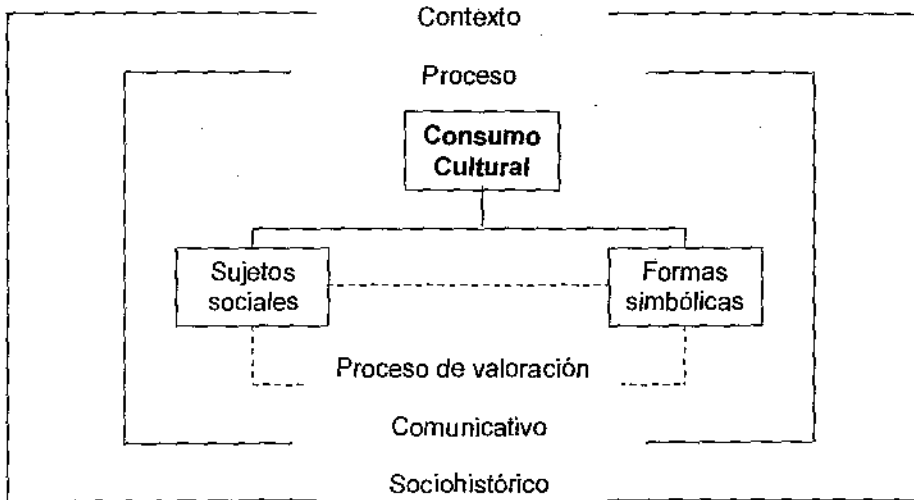 Contexto
Proceso
Consumo
Cultural
Sujetos
sociales
Formas
simbólicas
Proceso de valoración
Comunicativo
Sociohistórico